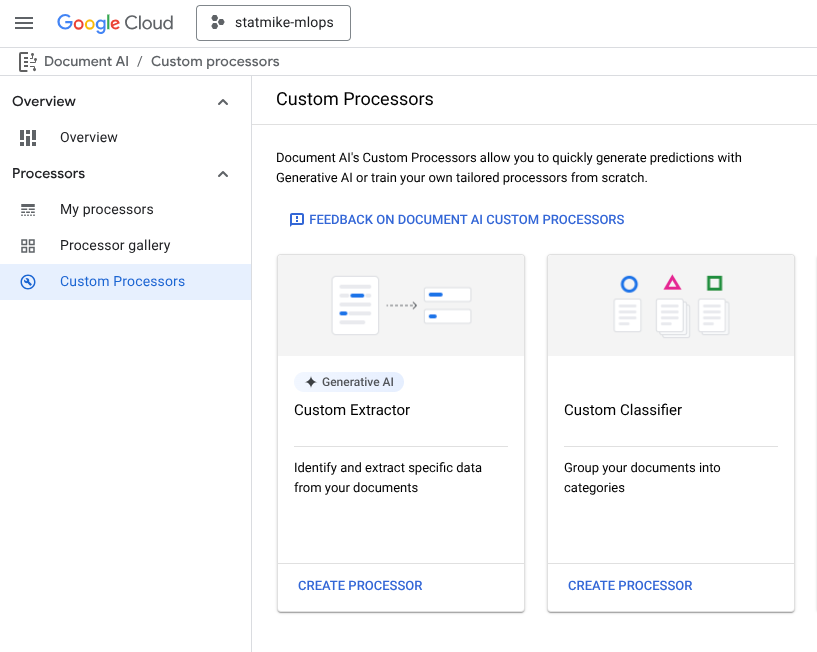 Google Cloud
statmike-mlops
Document AI / Custom processors
Overview
Overview
Processors
My processors
Processor gallery
Custom Processors
Custom Processors
Document AI's Custom Processors allow you to quickly generate predictions with
Generative AI or train your own tailored processors from scratch.
FEEDBACK ON DOCUMENT AI CUSTOM PROCESSORS
Generative AI
Custom Extractor
Identify and extract specific data
from your documents
CREATE PROCESSOR
Custom Classifier
Group your documents into
categories
CREATE PROCESSOR